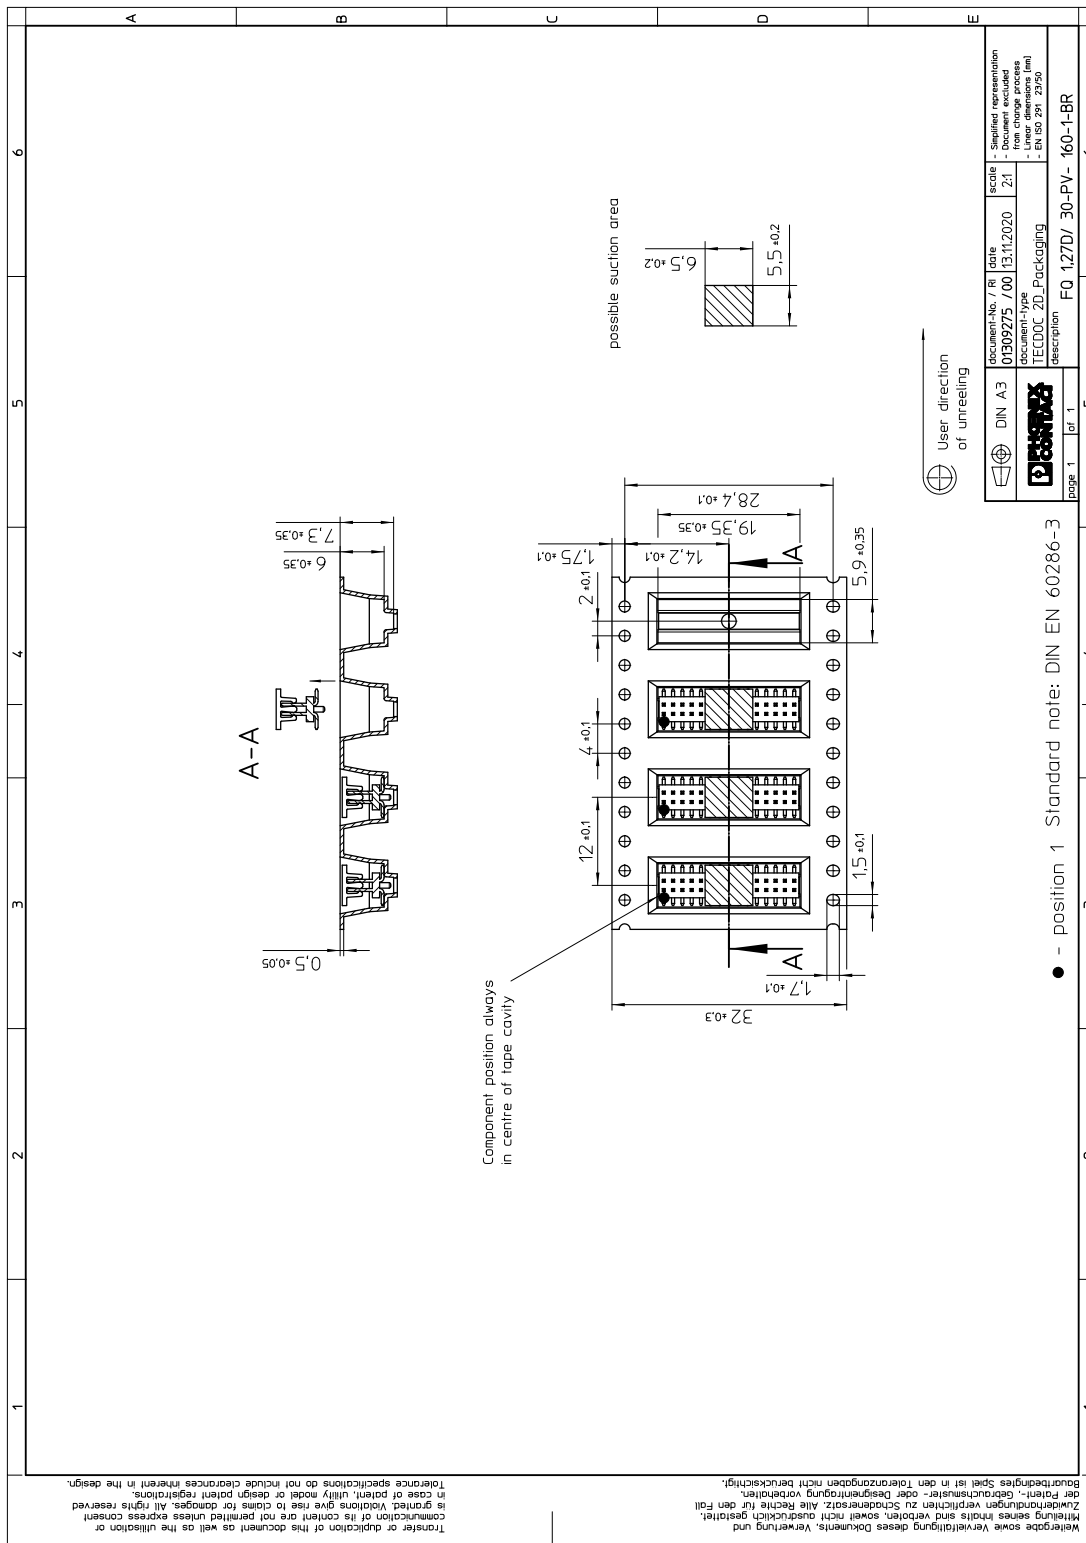 A
B
C
D
E
6
5
4
3
2
1
A-A
7,3 ±0,35
6 ±0,35
0,5 ±0,05
possible suction area
6,5 ±0,2
5,5 ±0,2
User direction
of unreeling
Component position always
in centre of tape cavity
28,4 ±0,1
19,35 ±0,35
14,2 ±0,1
1,75 ±0,1
2 ±0,1
4 ±0,1
12 ±0,1
5,9 ±0,35
1,5 ±0,1
1,7 ±0,1
32 ±0,3
A
A
● - position 1 Standard note: DIN EN 60286-3
DIN A3
PHOENIX
CONTACT
page 1 of 1
document-No. / RI
01309275 / 00
date
13.11.2020
scale
2:1
- Simplified representation
- Document excluded
from change process
- Linear dimensions [mm]
- EN ISO 291 23/50
document-type
TECDOC 2D_Packaging
description
FQ 1,27D/ 30-PV- 160-1-BR
Transfer or duplication of this document as well as the utilisation or
communication of its content are not permitted unless express consent
is granted. Violations give rise to claims for damages. All rights reserved
in case of patent, utility model or design patent registrations.
Tolerance specifications do not include clearances inherent in the design.
Weitergabe sowie Vervielfältigung dieses Dokuments, Verwertung und
Mitteilung seines Inhalts sind verboten, soweit nicht ausdrücklich gestattet.
Zuwiderhandlungen verpflichten zu Schadenersatz. Alle Rechte für den Fall
der Patent-, Gebrauchsmuster- oder Designeintragung vorbehalten.
Bauartbedingtes Spiel ist in den Toleranzangaben nicht berücksichtigt.